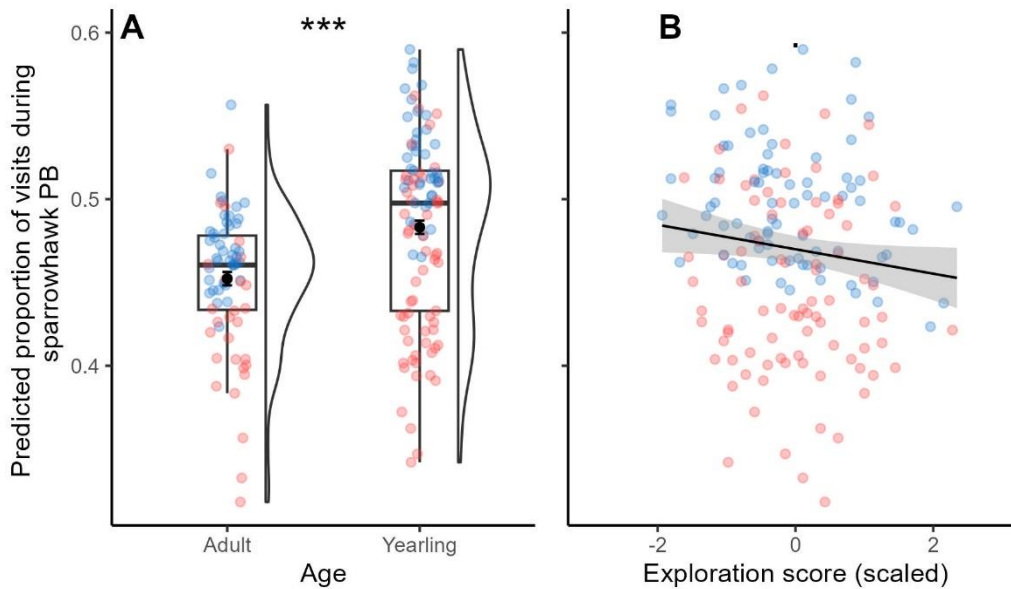 A
***
B
.
Predicted proportion of visits during
sparrowhawk PB
0.6
0.5
0.4
Adult
Yearling
Age
-2
0
2
Exploration score (scaled)